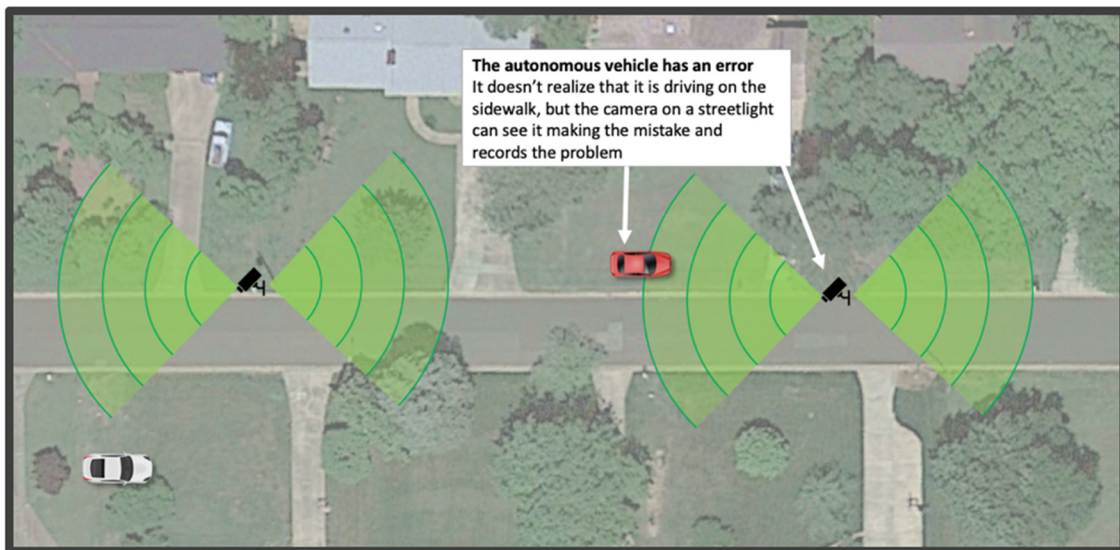 The autonomous vehicle has an error
It doesn’t realize that it is driving on the
sidewalk, but the camera on a streetlight
can see it making the mistake and
records the problem